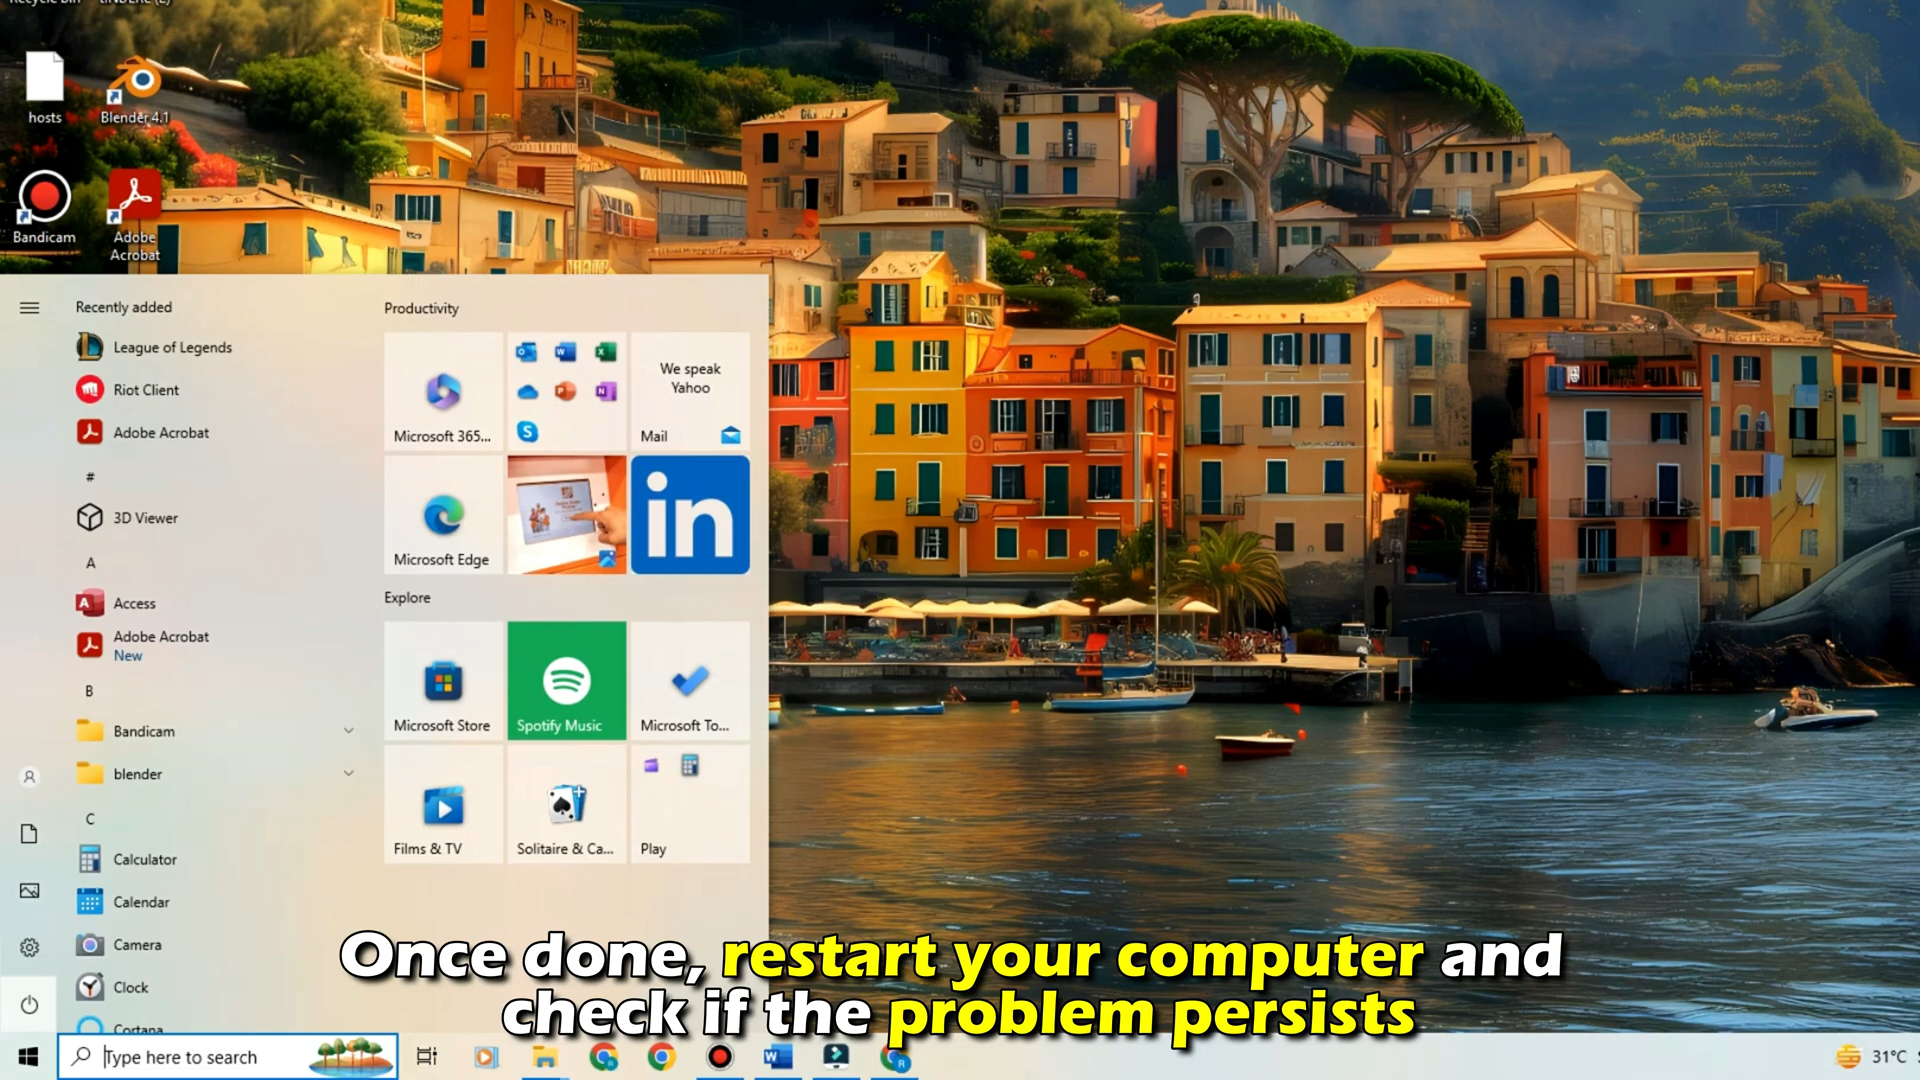 hosts
Blender 4.1
Bandicam
Adobe
Acrobat
Recently added
League of Legends
Riot Client
Adobe Acrobat
#
3D Viewer
A
Access
Adobe Acrobat
New
B
Bandicam
blender
C
Calculator
Calendar
Camera
Clock
Cortana
Productivity
Microsoft 365...
We speak
Yahoo
Mail
Microsoft Edge
in
Explore
Microsoft Store
Spotify Music
Microsoft To...
Films & TV
Solitaire & Ca...
Play
Once done, restart your computer and
check if the problem persists
Type here to search
31°C